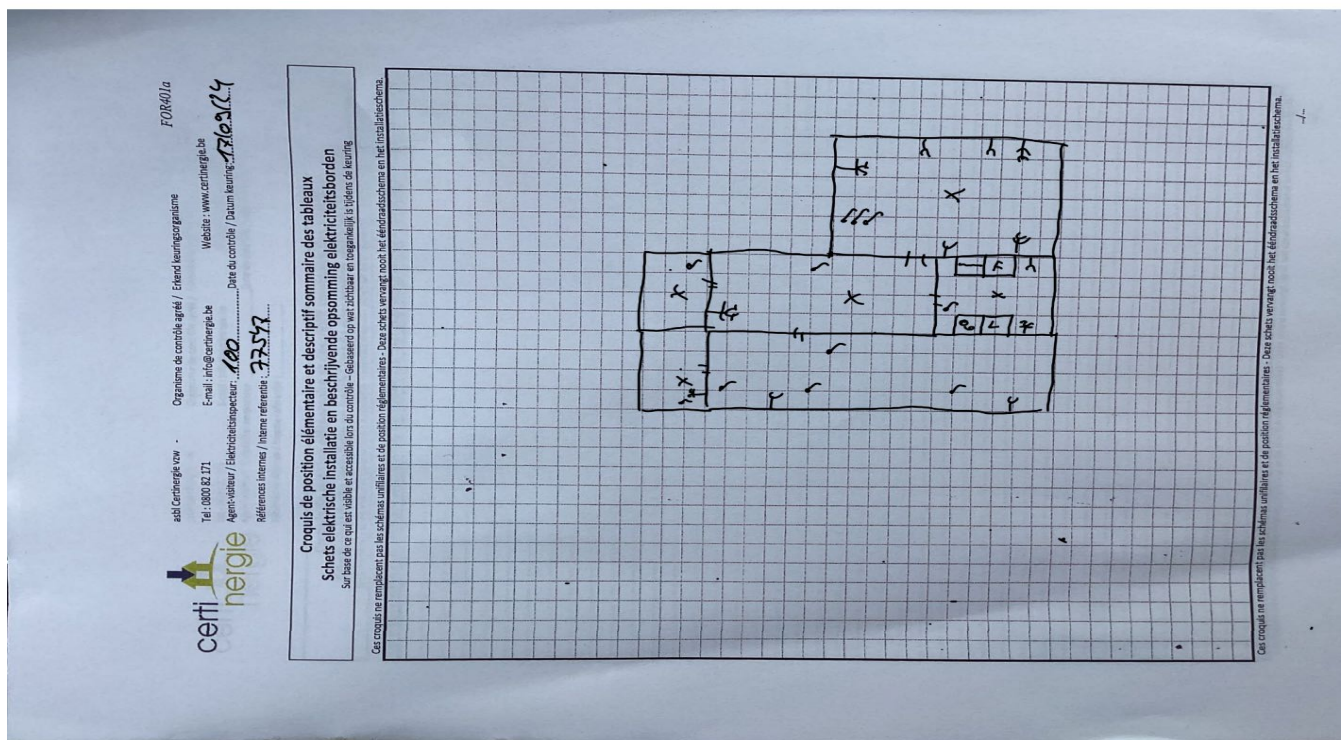 certi
nergie
asbl Certinergie vzw - Organisme de contrôle agréé / Erkend keuringsorganisme FOR401a
Tel : 0800 82 171 E-mail : info@certinergie.be Website : www.certinergie.be
Agent-visiteur / Elektriciteitsinspecteur: 100 Date du contrôle / Datum keuring: 17/09/24
Références internes / Interne referentie : 77547
Croquis de position élémentaire et descriptif sommaire des tableaux
Schets elektrische installatie en beschrijvende opsomming elektriciteitsborden
Sur base de ce qui est visible et accessible lors du contrôle – Gebaseerd op wat zichtbaar en toegankelijk is tijdens de keuring
Ces croquis ne remplacent pas les schémas unifilaires et de position réglementaires - Deze schets vervangt nooit het ééndraadsschema en het installatieschema.
Ces croquis ne remplacent pas les schémas unifilaires et de position réglementaires - Deze schets vervangt nooit het ééndraadsschema en het installatieschema.
-/-